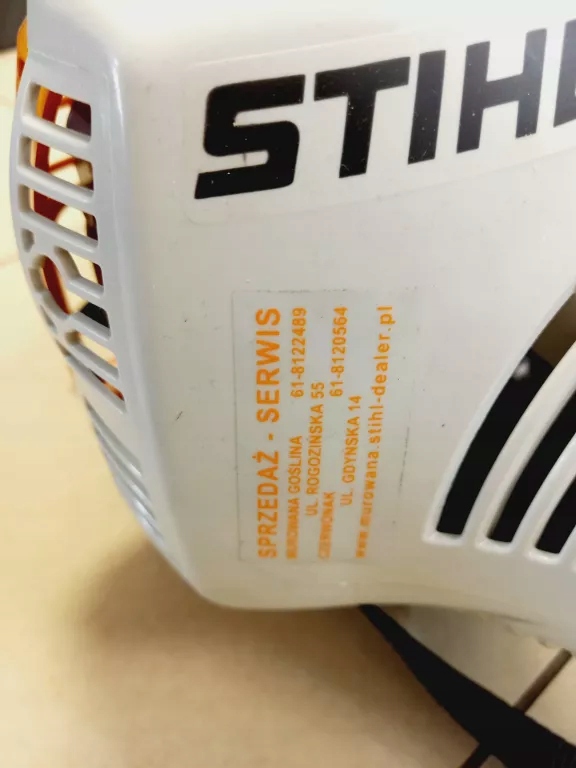 STIHL
SPRZEDAŻ - SERWIS
MUROWANA GOŚLINA 61-8122489
UL. ROGOZIŃSKA 55
CZERWONAK 61-8120564
UL. GDYŃSKA 14
www.murowana.stihl-dealer.pl